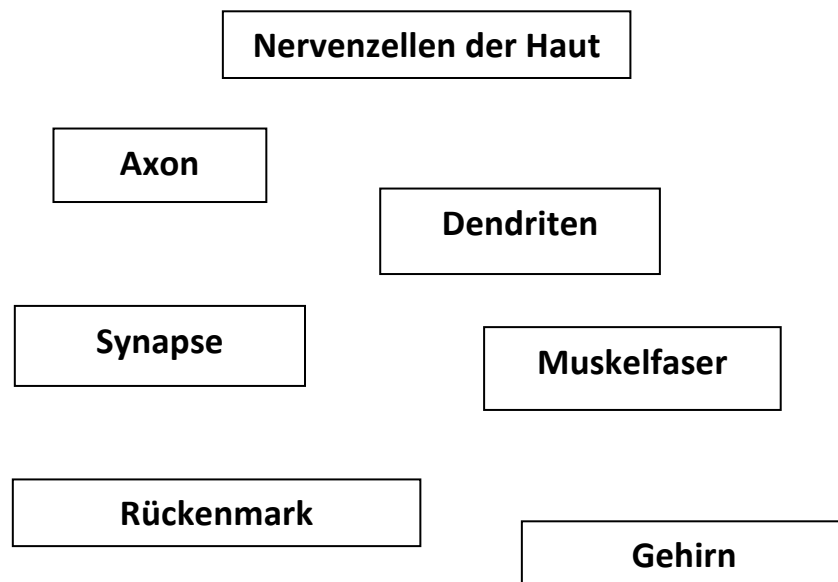 Nervenzellen der Haut
Axon
Dendriten
Synapse
Muskelfaser
Rückenmark
Gehirn